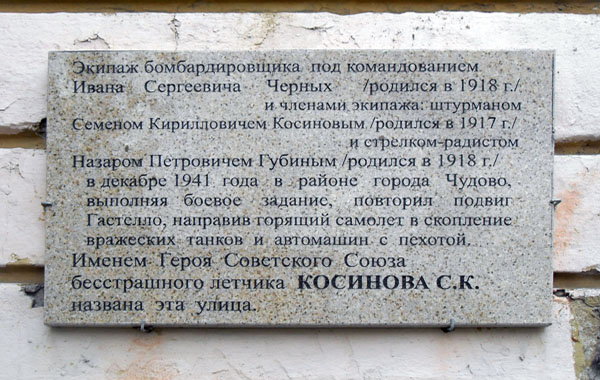 Экипаж бомбардировщика под командованием
Ивана Сергеевича Черных /родился в 1918 г./
и членами экипажа: штурманом
Семеном Кирилловичем Косиновым /родился в 1917 г./
и стрелком-радистом
Назаром Петровичем Губиным /родился в 1918 г./
в декабре 1941 года в районе города Чудово,
выполняя боевое задание, повторил подвиг
Гастелло, направив горящий самолет в скопление
вражеских танков и автомашин с пехотой.
Именем Героя Советского Союза
бесстрашного летчика КОСИНОВА С.К.
названа эта улица.